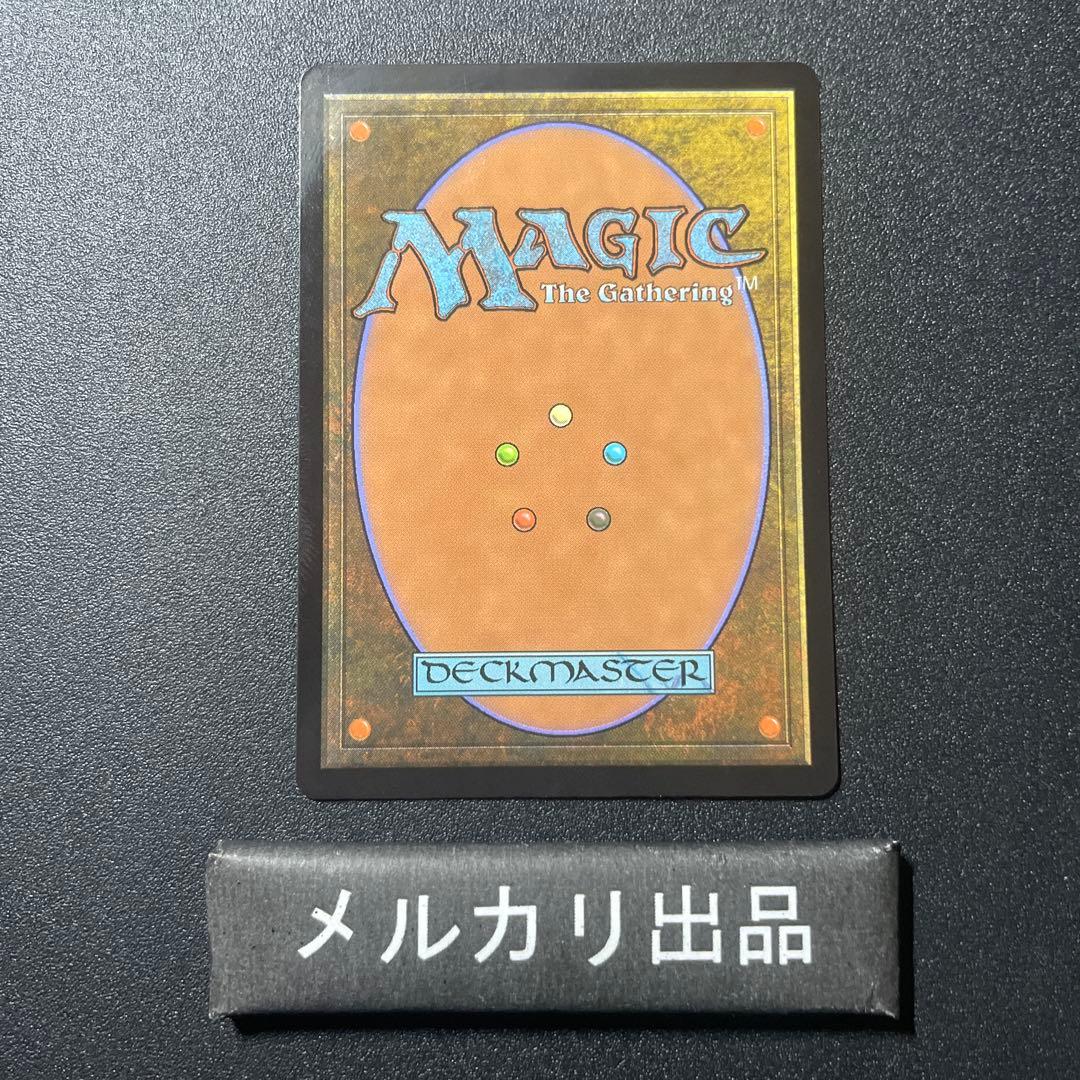 MAGIC
The Gathering™
DECKMASTER
メルカリ出品